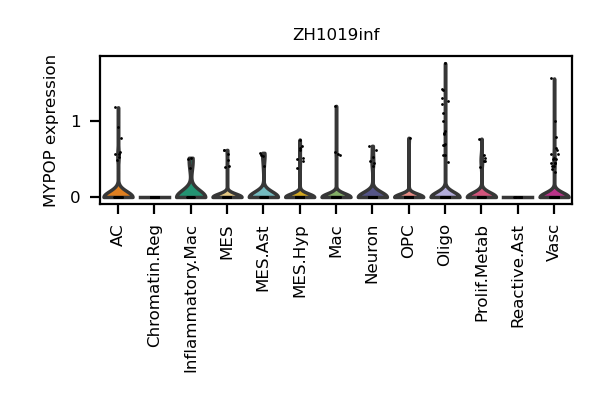 ZH1019inf
MYPOP expression
1
0
AC
Chromatin.Reg
Inflammatory.Mac
MES
MES.Ast
MES.Hyp
Mac
Neuron
OPC
Oligo
Prolif.Metab
Reactive.Ast
Vasc